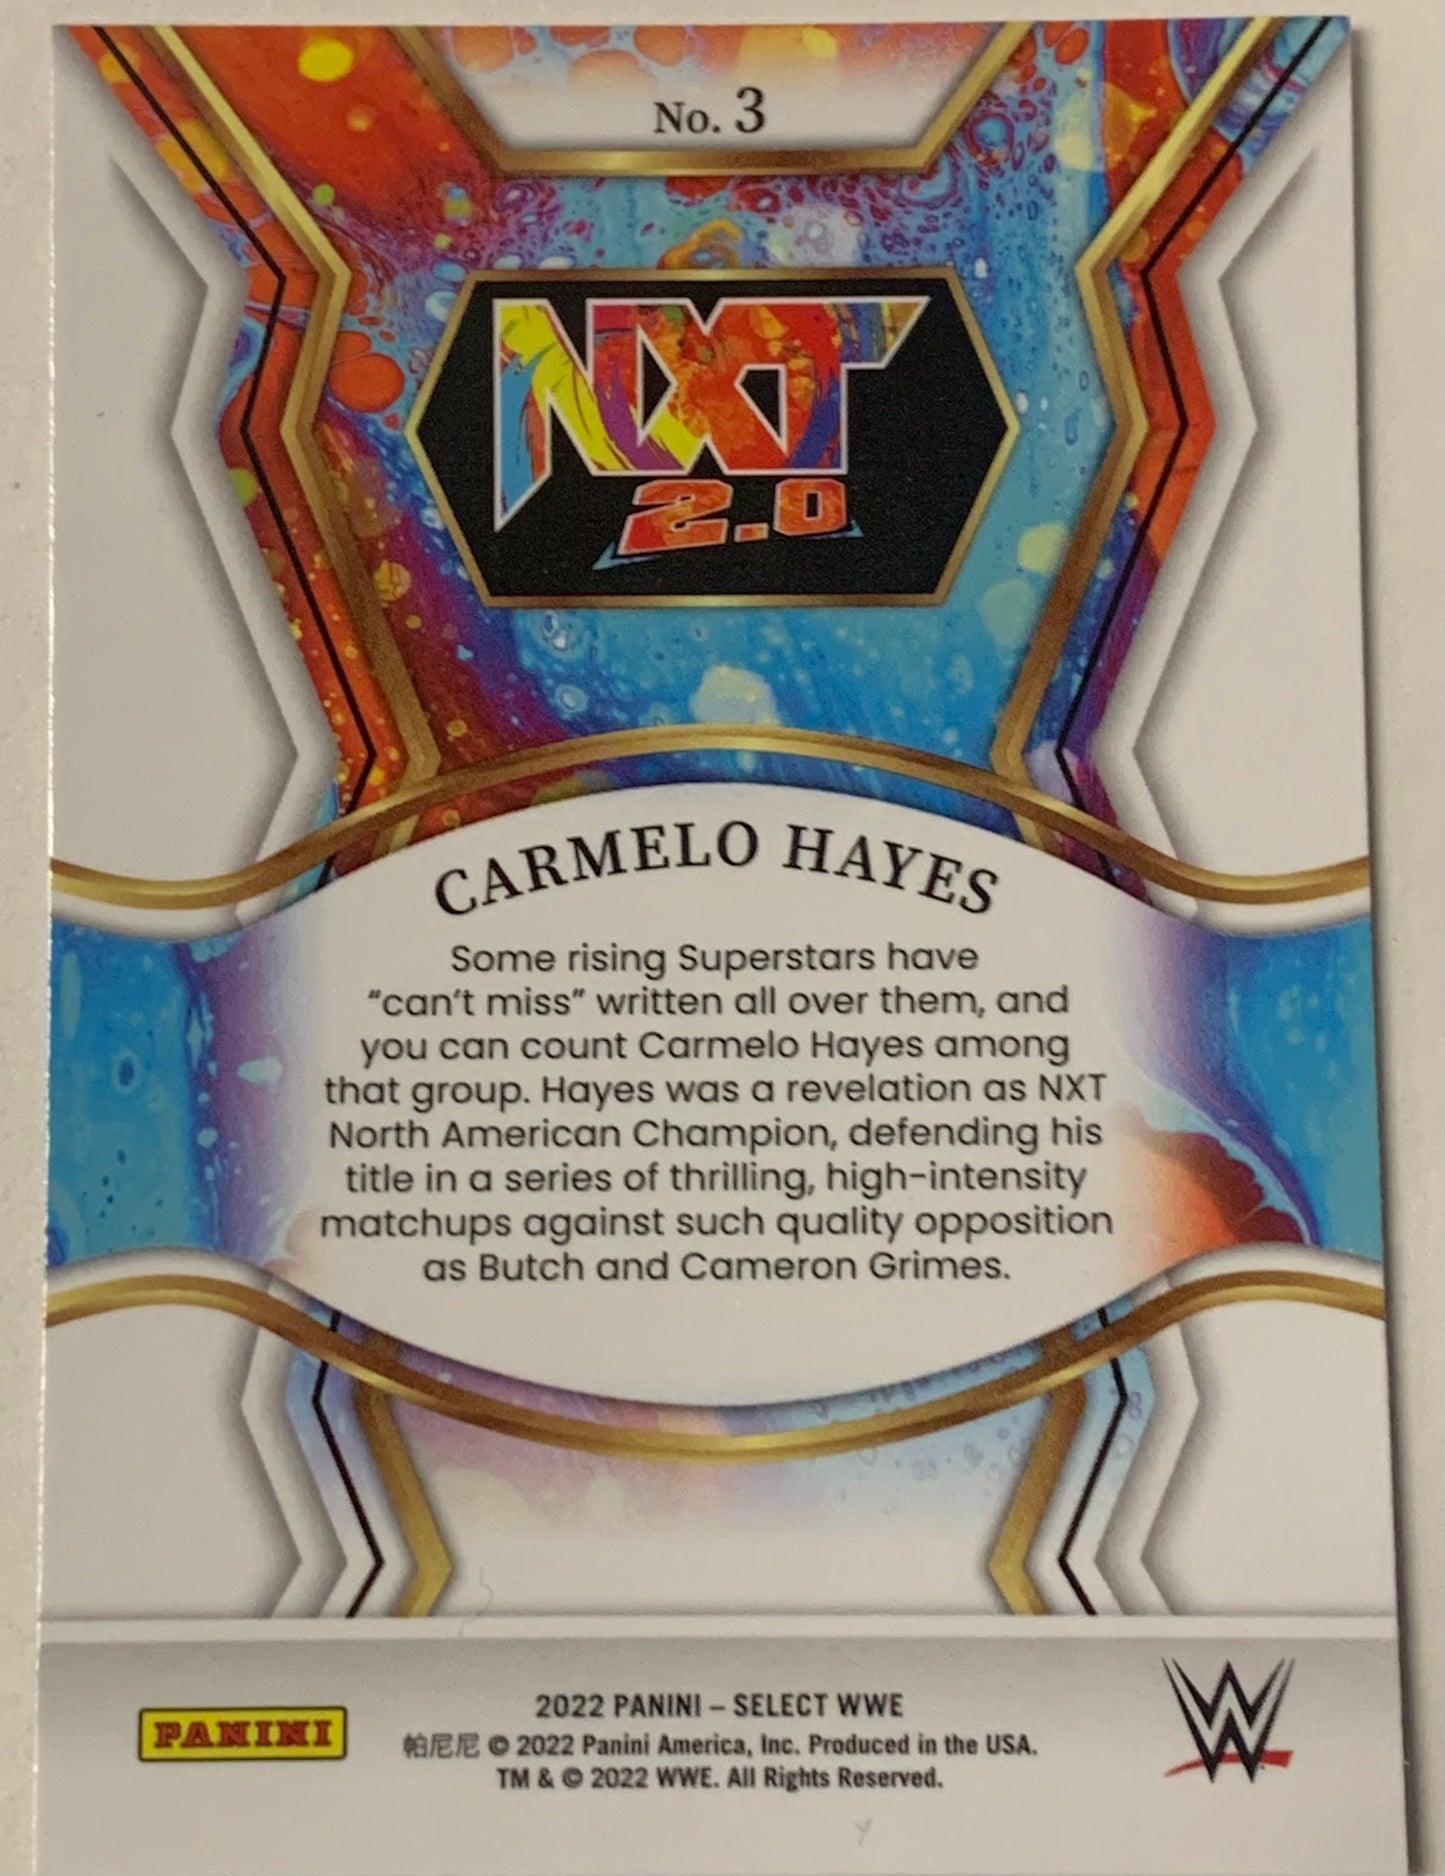 No. 3
NXT
2.0
CARMELO HAYES
Some rising Superstars have
“can’t miss” written all over them, and
you can count Carmelo Hayes among
that group. Hayes was a revelation as NXT
North American Champion, defending his
title in a series of thrilling, high-intensity
matchups against such quality opposition
as Butch and Cameron Grimes.
PANINI
2022 PANINI – SELECT WWE
帕尼尼 © 2022 Panini America, Inc. Produced in the USA.
TM & © 2022 WWE. All Rights Reserved.
W